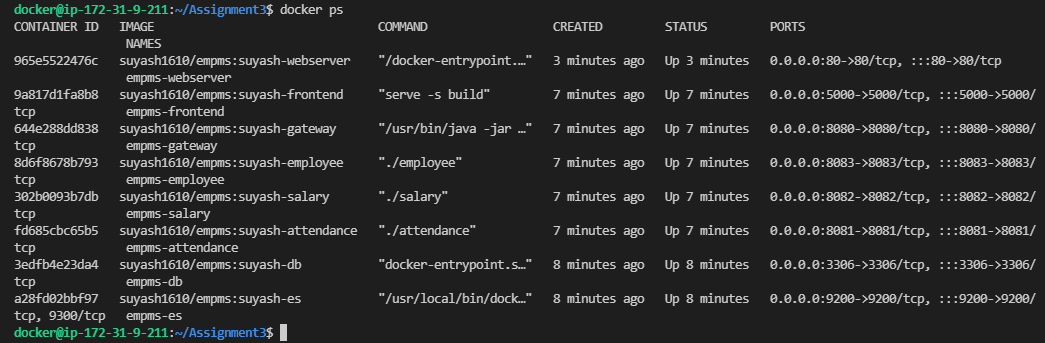 docker@ip-172-31-9-211:~/Assignment3$ docker ps
CONTAINER ID   IMAGE                                COMMAND                  CREATED         STATUS         PORTS
                NAMES
965e5522476c   suyash1610/empms:suyash-webserver    "/docker-entrypoint.…"   3 minutes ago   Up 3 minutes   0.0.0.0:80->80/tcp, :::80->80/tcp
                empms-webserver
9a817d1fa8b8   suyash1610/empms:suyash-frontend     "serve -s build"         7 minutes ago   Up 7 minutes   0.0.0.0:5000->5000/tcp, :::5000->5000/
tcp             empms-frontend
644e288dd838   suyash1610/empms:suyash-gateway      "/usr/bin/java -jar …"   7 minutes ago   Up 7 minutes   0.0.0.0:8080->8080/tcp, :::8080->8080/
tcp             empms-gateway
8d6f8678b793   suyash1610/empms:suyash-employee     "./employee"             7 minutes ago   Up 7 minutes   0.0.0.0:8083->8083/tcp, :::8083->8083/
tcp             empms-employee
302b0093b7db   suyash1610/empms:suyash-salary       "./salary"               7 minutes ago   Up 7 minutes   0.0.0.0:8082->8082/tcp, :::8082->8082/
tcp             empms-salary
fd685cbc65b5   suyash1610/empms:suyash-attendance   "./attendance"           7 minutes ago   Up 7 minutes   0.0.0.0:8081->8081/tcp, :::8081->8081/
tcp             empms-attendance
3edfb4e23da4   suyash1610/empms:suyash-db           "docker-entrypoint.s…"   8 minutes ago   Up 8 minutes   0.0.0.0:3306->3306/tcp, :::3306->3306/
tcp             empms-db
a28fd02bbf97   suyash1610/empms:suyash-es           "/usr/local/bin/dock…"   8 minutes ago   Up 8 minutes   0.0.0.0:9200->9200/tcp, :::9200->9200/
tcp, 9300/tcp   empms-es
docker@ip-172-31-9-211:~/Assignment3$